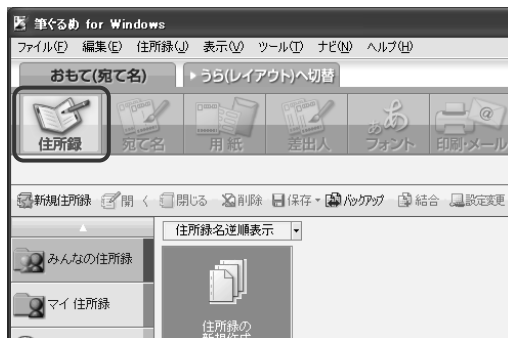 筆ぐるめ for Windows
ファイル(F) 編集(E) 住所録(J) 表示(V) ツール(T) ナビ(N) ヘルプ(H)
おもて(宛て名) うら(レイアウト)へ切替
住所録 宛て名 用紙 差出人 フォント 印刷・メール
新規住所録 開く 閉じる 削除 保存 バックアップ 結合 設定変更
住所録名逆順表示
みんなの住所録
マイ 住所録
住所録の
新規作成